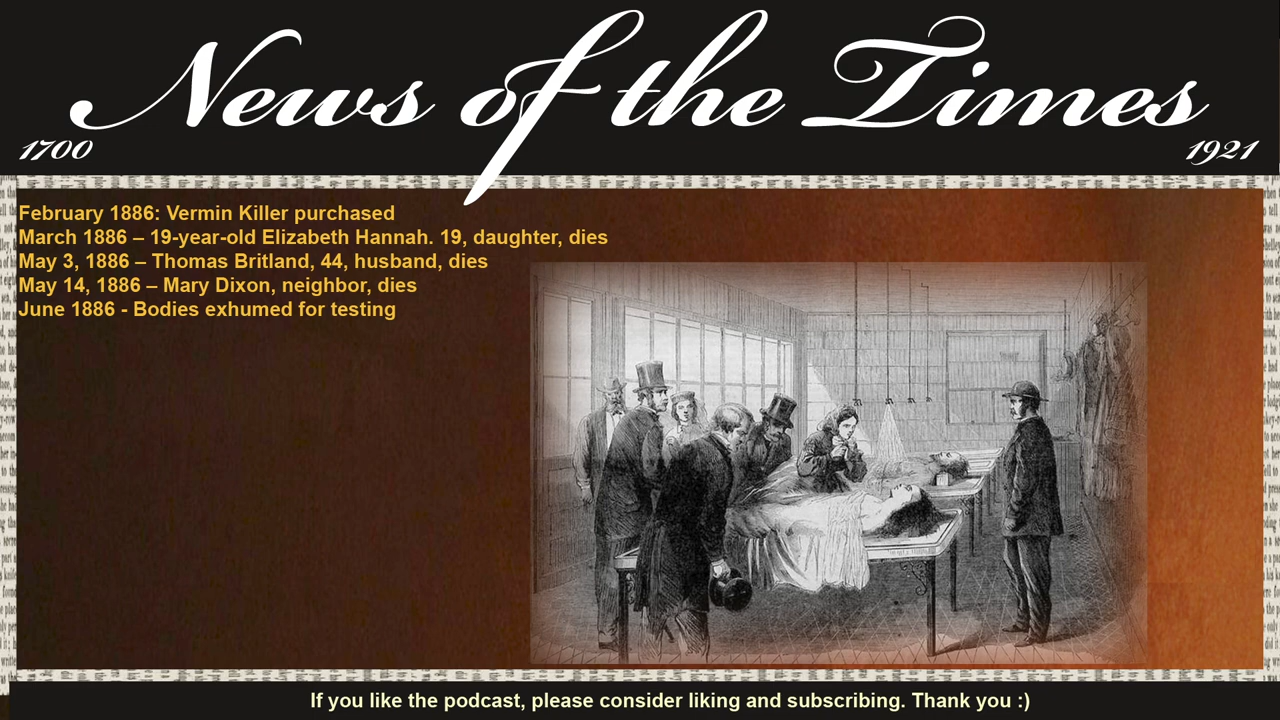 News of the Times
1700
1921
February 1886: Vermin Killer purchased
March 1886 – 19-year-old Elizabeth Hannah. 19, daughter, dies
May 3, 1886 – Thomas Britland, 44, husband, dies
May 14, 1886 – Mary Dixon, neighbor, dies
June 1886 - Bodies exhumed for testing
If you like the podcast, please consider liking and subscribing. Thank you :)